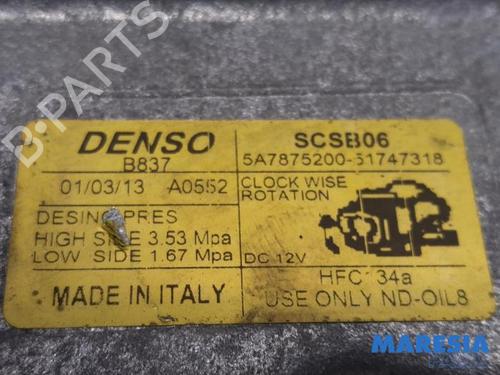 B-PARTS
DENSO
B837
01/03/13 A0552
DESING PRES
HIGH SIDE 3.53 Mpa
LOW SIDE 1.67 Mpa
MADE IN ITALY
SCSB06
5A7875200-51747318
CLOCK WISE
ROTATION
DC 12V
HFC 134a
USE ONLY ND-OIL8
MARESIA